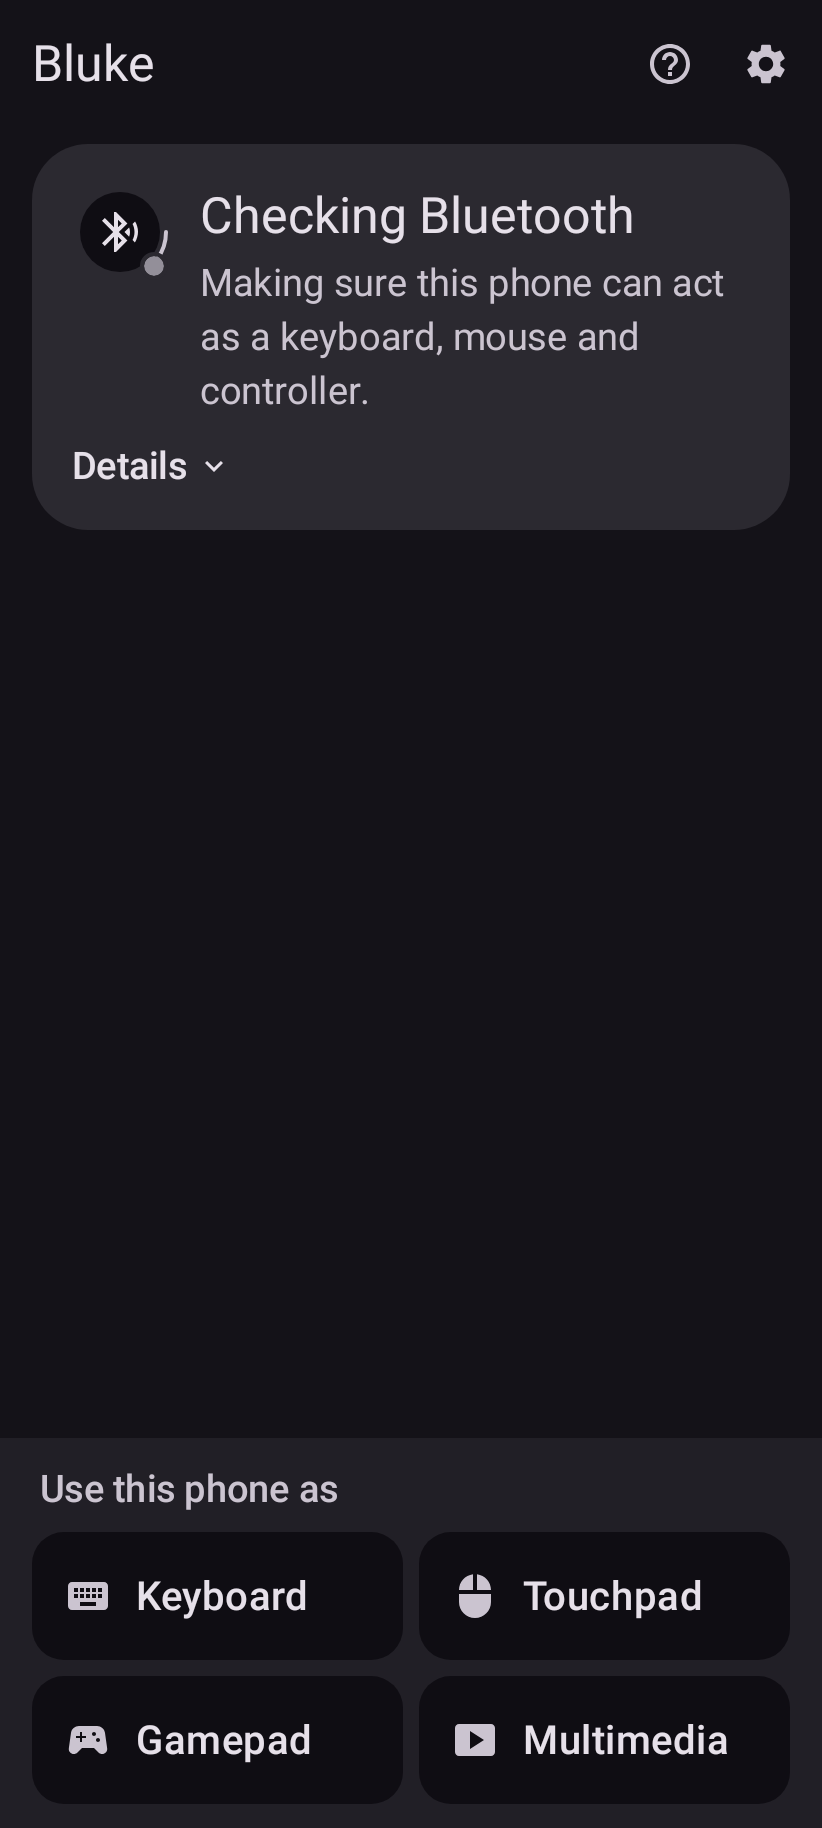 Bluke
Checking Bluetooth
Making sure this phone can act
as a keyboard, mouse and
controller.
Details
Use this phone as
Keyboard
Touchpad
Gamepad
Multimedia